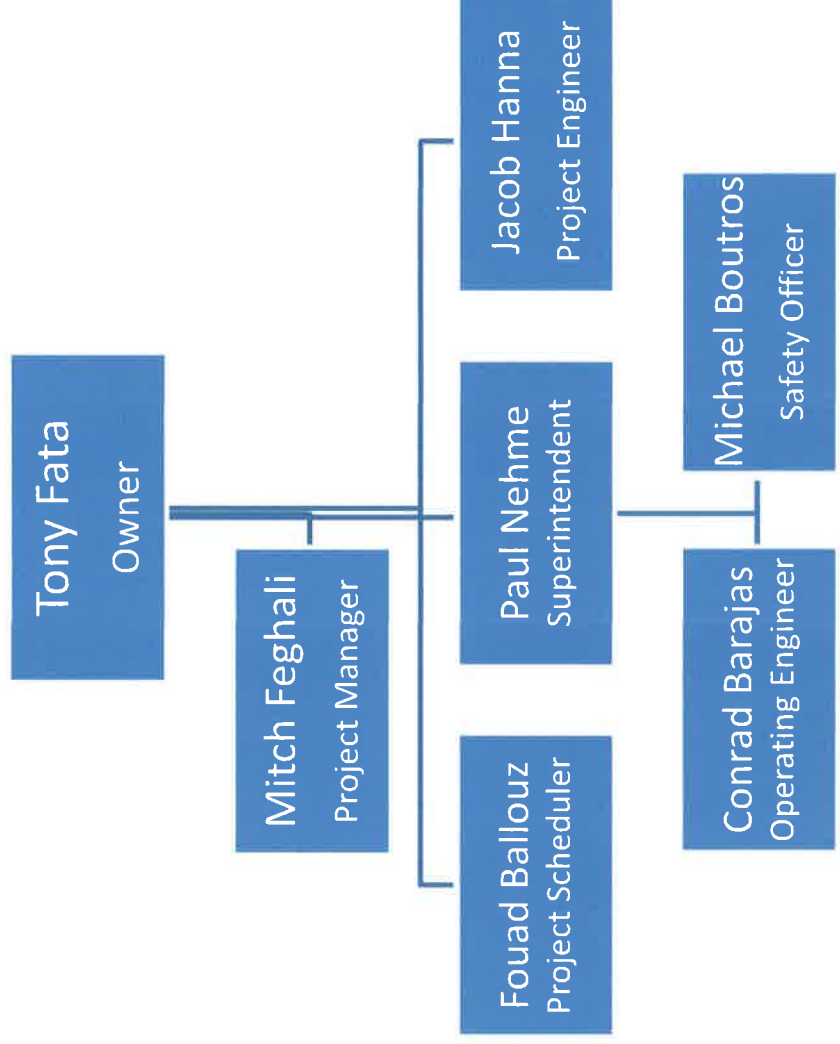 Tony Fata
Owner
Mitch Feghali
Project Manager
Fouad Ballouz
Project Scheduler
Paul Nehme
Superintendent
Jacob Hanna
Project Engineer
Conrad Barajas
Operating Engineer
Michael Boutros
Safety Officer